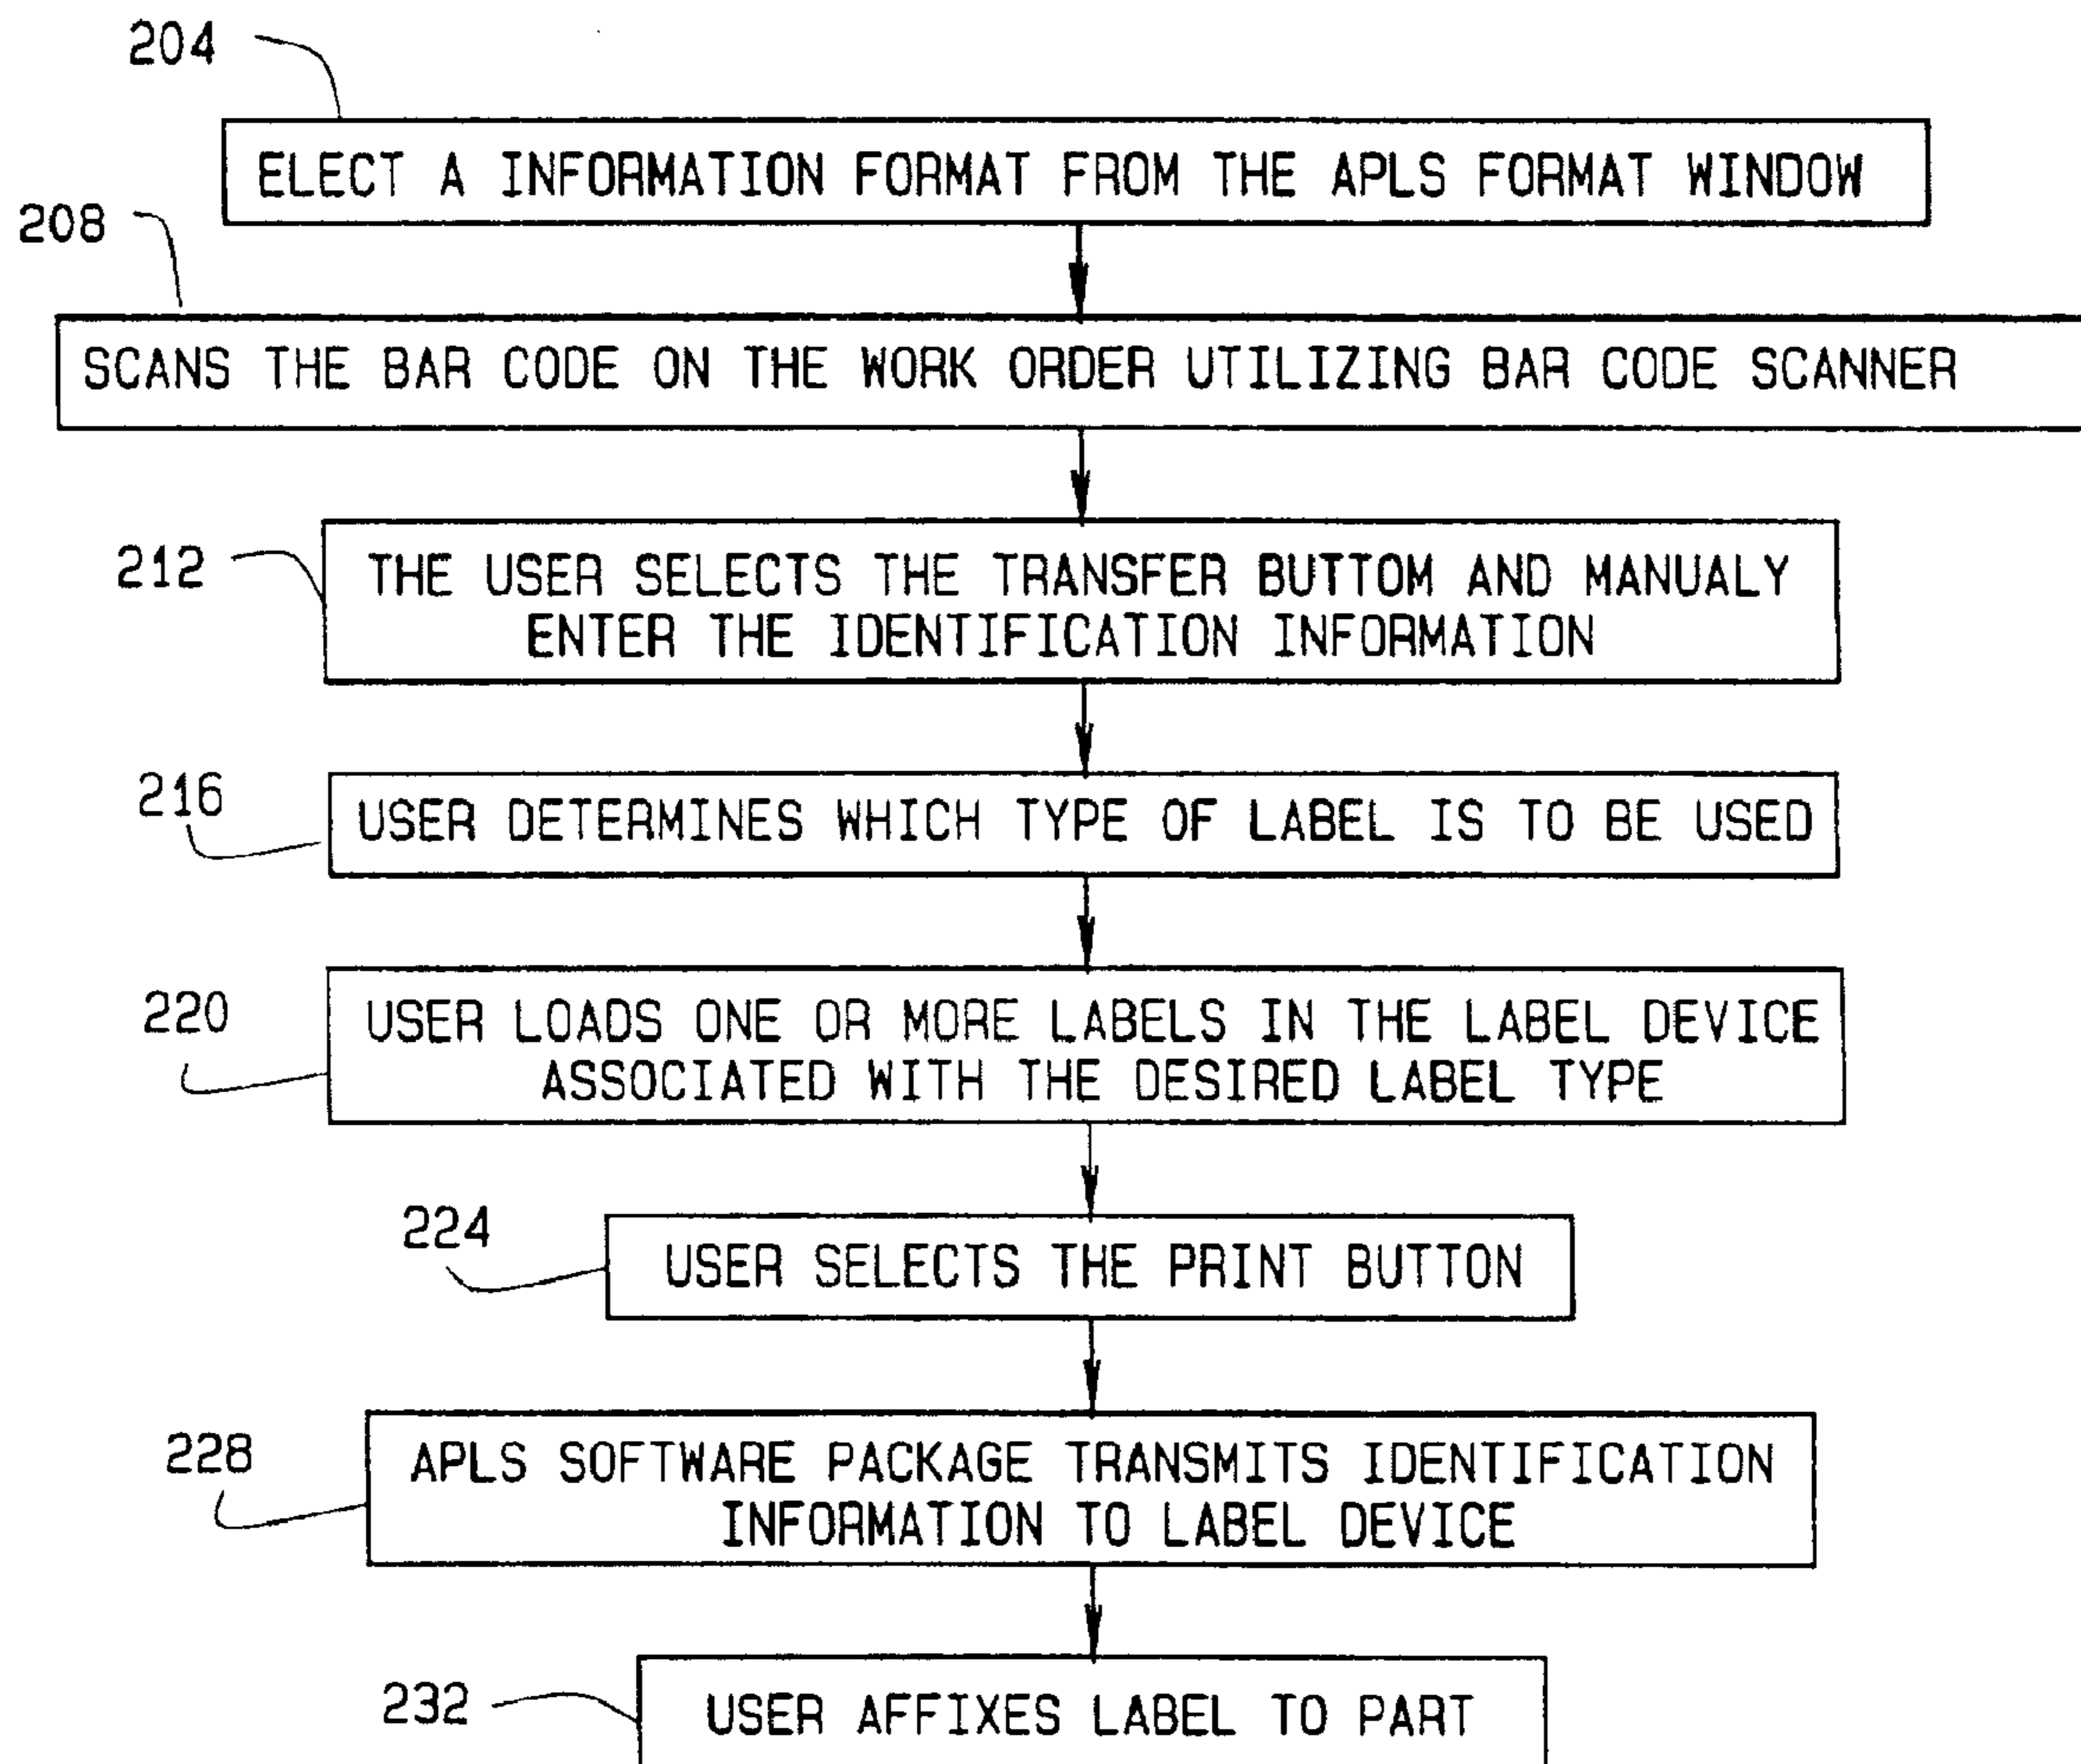 204
ELECT A INFORMATION FORMAT FROM THE APLS FORMAT WINDOW
208
SCANS THE BAR CODE ON THE WORK ORDER UTILIZING BAR CODE SCANNER
212
THE USER SELECTS THE TRANSFER BUTTOM AND MANUALY
ENTER THE IDENTIFICATION INFORMATION
216
USER DETERMINES WHICH TYPE OF LABEL IS TO BE USED
220
USER LOADS ONE OR MORE LABELS IN THE LABEL DEVICE
ASSOCIATED WITH THE DESIRED LABEL TYPE
224
USER SELECTS THE PRINT BUTTON
228
APLS SOFTWARE PACKAGE TRANSMITS IDENTIFICATION
INFORMATION TO LABEL DEVICE
232
USER AFFIXES LABEL TO PART